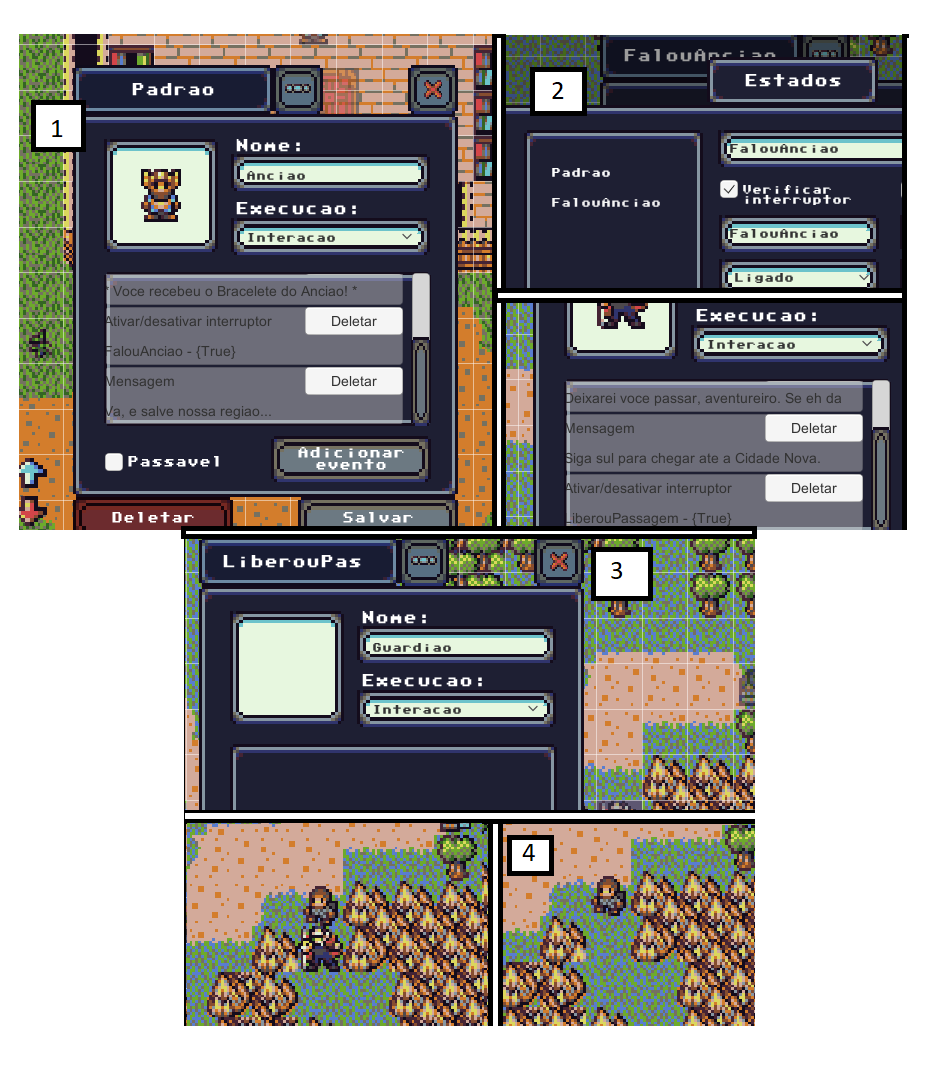 Padrao
...
1
Nome:
Anciao
Execucao:
Interacao
* Voce recebeu o Bracelete do Anciao! *
Ativar/desativar interruptor
Deletar
FalouAnciao - {True}
Mensagem
Deletar
Va, e salve nossa regiao...
Passavel
Adicionar
evento
Deletar
Salvar
FalouAnciao
...
Estados
2
Padrao
FalouAnciao
FalouAnciao
Verificar
interruptor
FalouAnciao
Ligado
Execucao:
Interacao
Deixarei voce passar, aventureiro. Se eh da
Mensagem
Deletar
Siga sul para chegar ate a Cidade Nova.
Ativar/desativar interruptor
Deletar
LiberouPassagem - {True}
LiberouPas
...
3
Nome:
Guardiao
Execucao:
Interacao
4